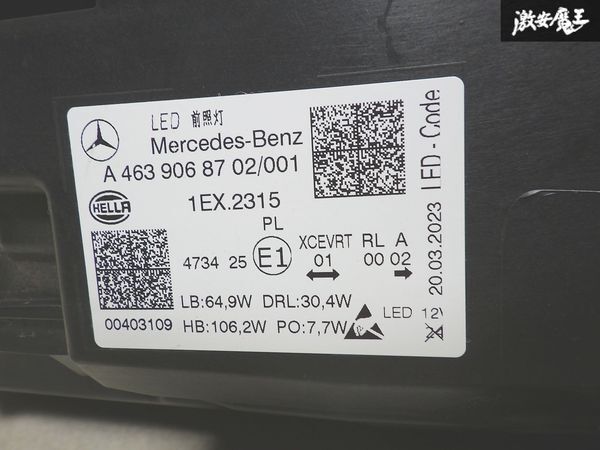 激安魔王
LED 前照灯
Mercedes-Benz
A 463 906 87 02/001
HELLA
1EX.2315
PL
4734 25 E1
XCEVRT RL A
01 00 02
LB:64,9W DRL:30,4W
00403109 HB:106,2W PO:7,7W
LED 12V
20.03.2023 LED-Code: